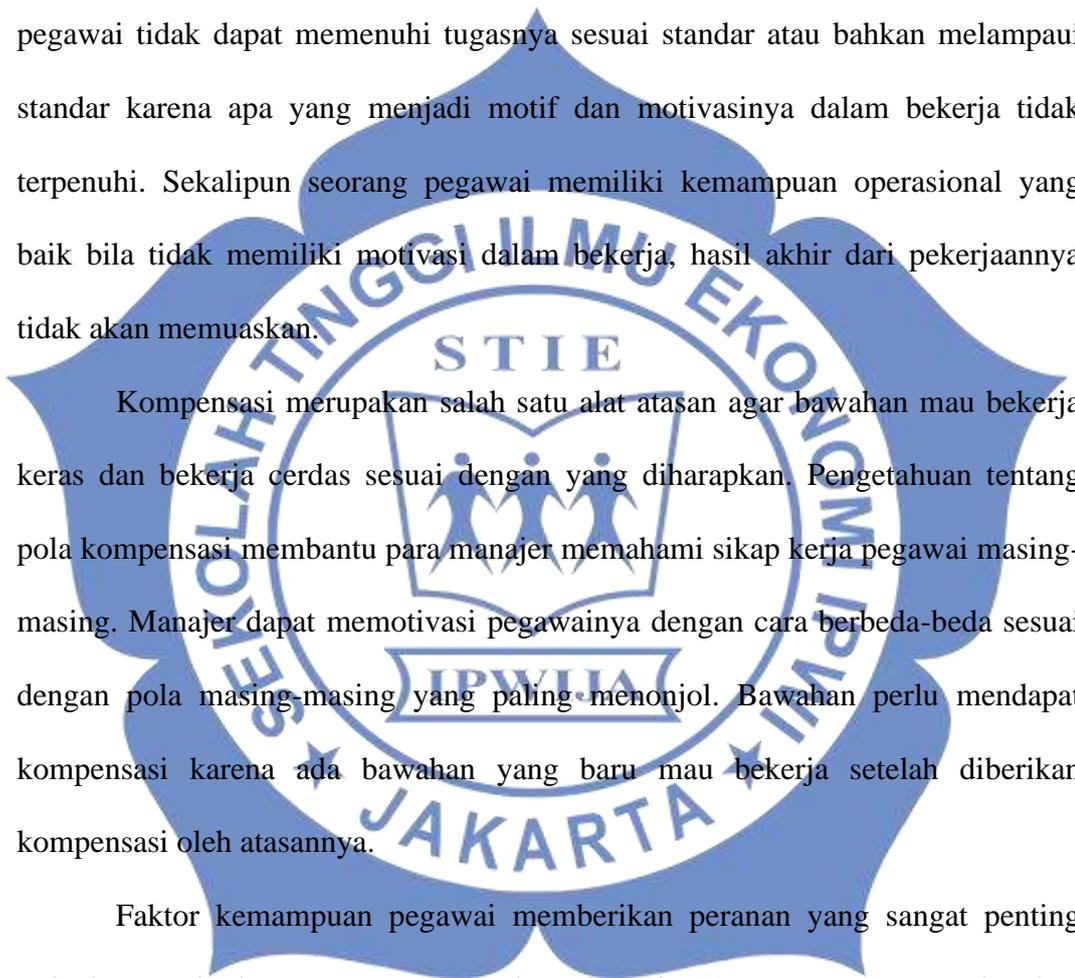 pegawai tidak dapat memenuhi tugasnya sesuai standar atau bahkan melampaui
standar karena apa yang menjadi motif dan motivasinya dalam bekerja tidak
terpenuhi. Sekalipun seorang pegawai memiliki kemampuan operasional yang
baik bila tidak memiliki motivasi dalam bekerja, hasil akhir dari pekerjaannya
tidak akan memuaskan.
Kompensasi merupakan salah satu alat atasan agar bawahan mau bekerja
keras dan bekerja cerdas sesuai dengan yang diharapkan. Pengetahuan tentang
pola kompensasi membantu para manajer memahami sikap kerja pegawai masing-
masing. Manajer dapat memotivasi pegawainya dengan cara berbeda-beda sesuai
dengan pola masing-masing yang paling menonjol. Bawahan perlu mendapat
kompensasi karena ada bawahan yang baru mau bekerja setelah diberikan
kompensasi oleh atasannya.
Faktor kemampuan pegawai memberikan peranan yang sangat penting
SEKOLAH TINGGI ILMU EKONOMI IPWI
STIE
IPWIJA
JAKARTA